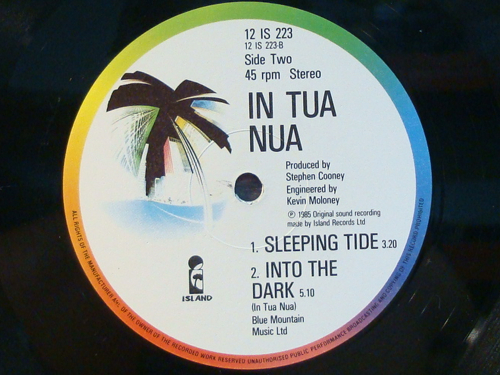 12 IS 223
12 IS 223-B
Side Two
45 rpm Stereo
IN TUA
NUA
Produced by
Stephen Cooney
Engineered by
Kevin Moloney
℗ 1985 Original sound recording
made by Island Records Ltd
1. SLEEPING TIDE 3.20
2. INTO THE
DARK 5.10
(In Tua Nua)
Blue Mountain
Music Ltd
ISLAND
ALL RIGHTS OF THE MANUFACTURER AND OF THE OWNER OF THE RECORDED WORK RESERVED UNAUTHORISED PUBLIC PERFORMANCE BROADCASTING AND COPYING OF THIS RECORD PROHIBITED